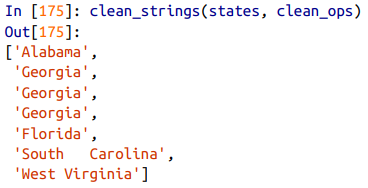 In [175]: clean_strings(states, clean_ops)
Out[175]:
['Alabama',
 'Georgia',
 'Georgia',
 'Georgia',
 'Florida',
 'South   Carolina',
 'West Virginia']